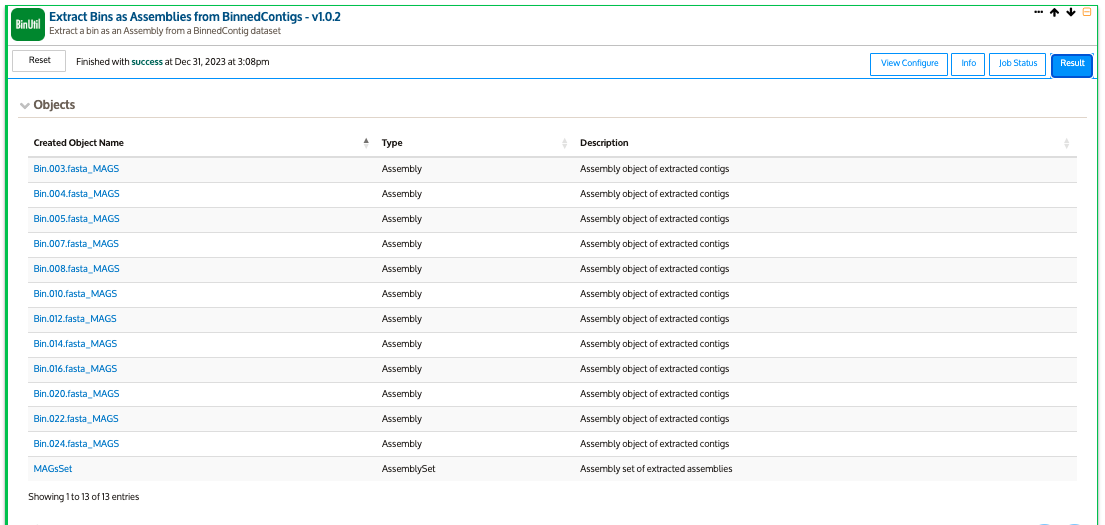 BinUtil
Extract Bins as Assemblies from BinnedContigs - v1.0.2
Extract a bin as an Assembly from a BinnedContig dataset
Reset
Finished with success at Dec 31, 2023 at 3:08pm
View Configure
Info
Job Status
Result
Objects
Created Object Name Type Description
Bin.003.fasta_MAGS Assembly Assembly object of extracted contigs
Bin.004.fasta_MAGS Assembly Assembly object of extracted contigs
Bin.005.fasta_MAGS Assembly Assembly object of extracted contigs
Bin.007.fasta_MAGS Assembly Assembly object of extracted contigs
Bin.008.fasta_MAGS Assembly Assembly object of extracted contigs
Bin.010.fasta_MAGS Assembly Assembly object of extracted contigs
Bin.012.fasta_MAGS Assembly Assembly object of extracted contigs
Bin.014.fasta_MAGS Assembly Assembly object of extracted contigs
Bin.016.fasta_MAGS Assembly Assembly object of extracted contigs
Bin.020.fasta_MAGS Assembly Assembly object of extracted contigs
Bin.022.fasta_MAGS Assembly Assembly object of extracted contigs
Bin.024.fasta_MAGS Assembly Assembly object of extracted contigs
MAGsSet AssemblySet Assembly set of extracted assemblies
Showing 1 to 13 of 13 entries